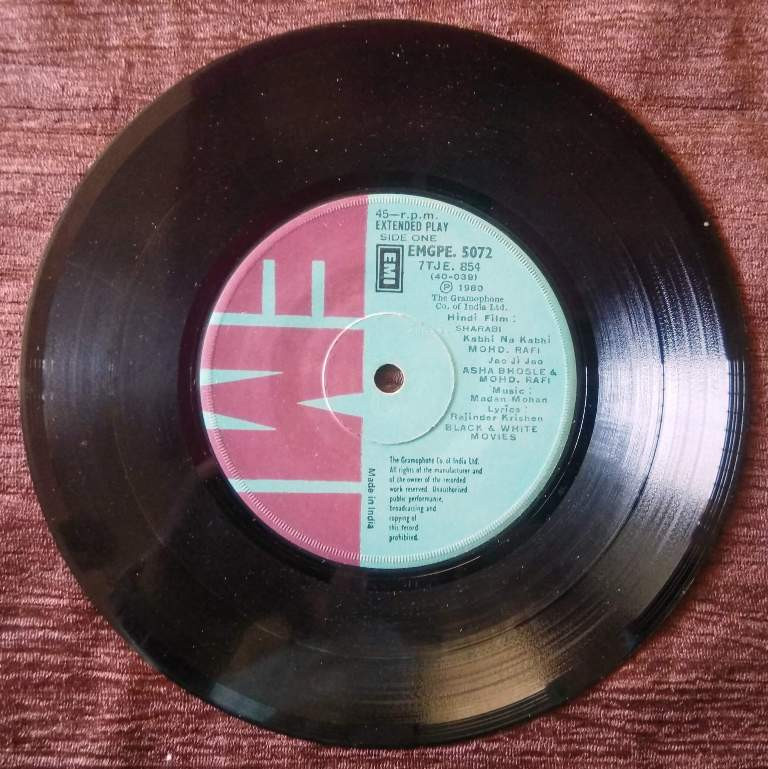 45—r.p.m.
EXTENDED PLAY
SIDE ONE
EMI
EMGPE. 5072
7TJE. 854
(40-039)
Ⓟ 1980
The Gramophone
Co. of India Ltd.
Hindi Film :
SHARABI
Kabhi Na Kabhi
MOHD. RAFI
Jao Ji Jao
ASHA BHOSLE &
MOHD. RAFI
Music :
Madan Mohan
Lyrics :
Rajinder Krishen
BLACK & WHITE
MOVIES
The Gramophone Co. of India Ltd.
All rights of the manufacturer and
of the owner of the recorded
work reserved. Unauthorised
public performance,
broadcasting and
copying of
this record
prohibited.
Made in India
EMI